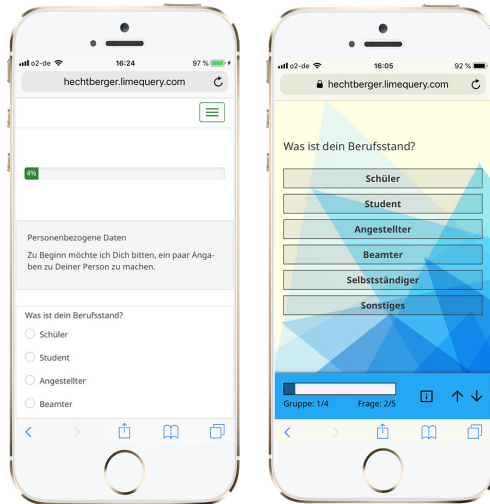 o2-de 16:24 97 %
hechtberger.limequery.com
4%
Personenbezogene Daten
Zu Beginn möchte ich Dich bitten, ein paar Anga-
ben zu Deiner Person zu machen.
Was ist dein Berufsstand?
Schüler
Student
Angestellter
Beamter
o2-de 16:05 92 %
hechtberger.limequery.com
Was ist dein Berufsstand?
Schüler
Student
Angestellter
Beamter
Selbstständiger
Sonstiges
Gruppe: 1/4 Frage: 2/5